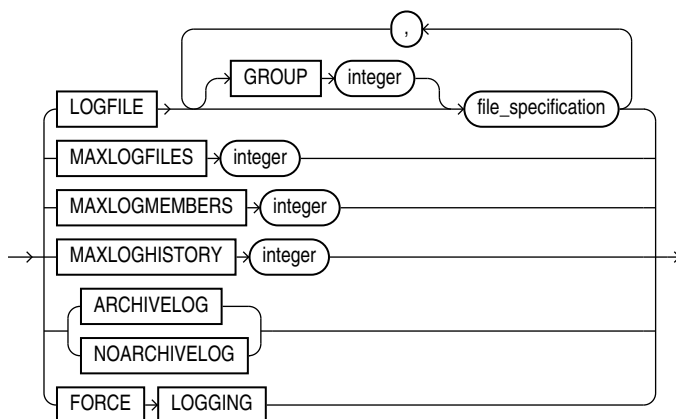 ,
GROUP integer
LOGFILE file_specification
MAXLOGFILES integer
MAXLOGMEMBERS integer
MAXLOGHISTORY integer
ARCHIVELOG
NOARCHIVELOG
FORCE LOGGING